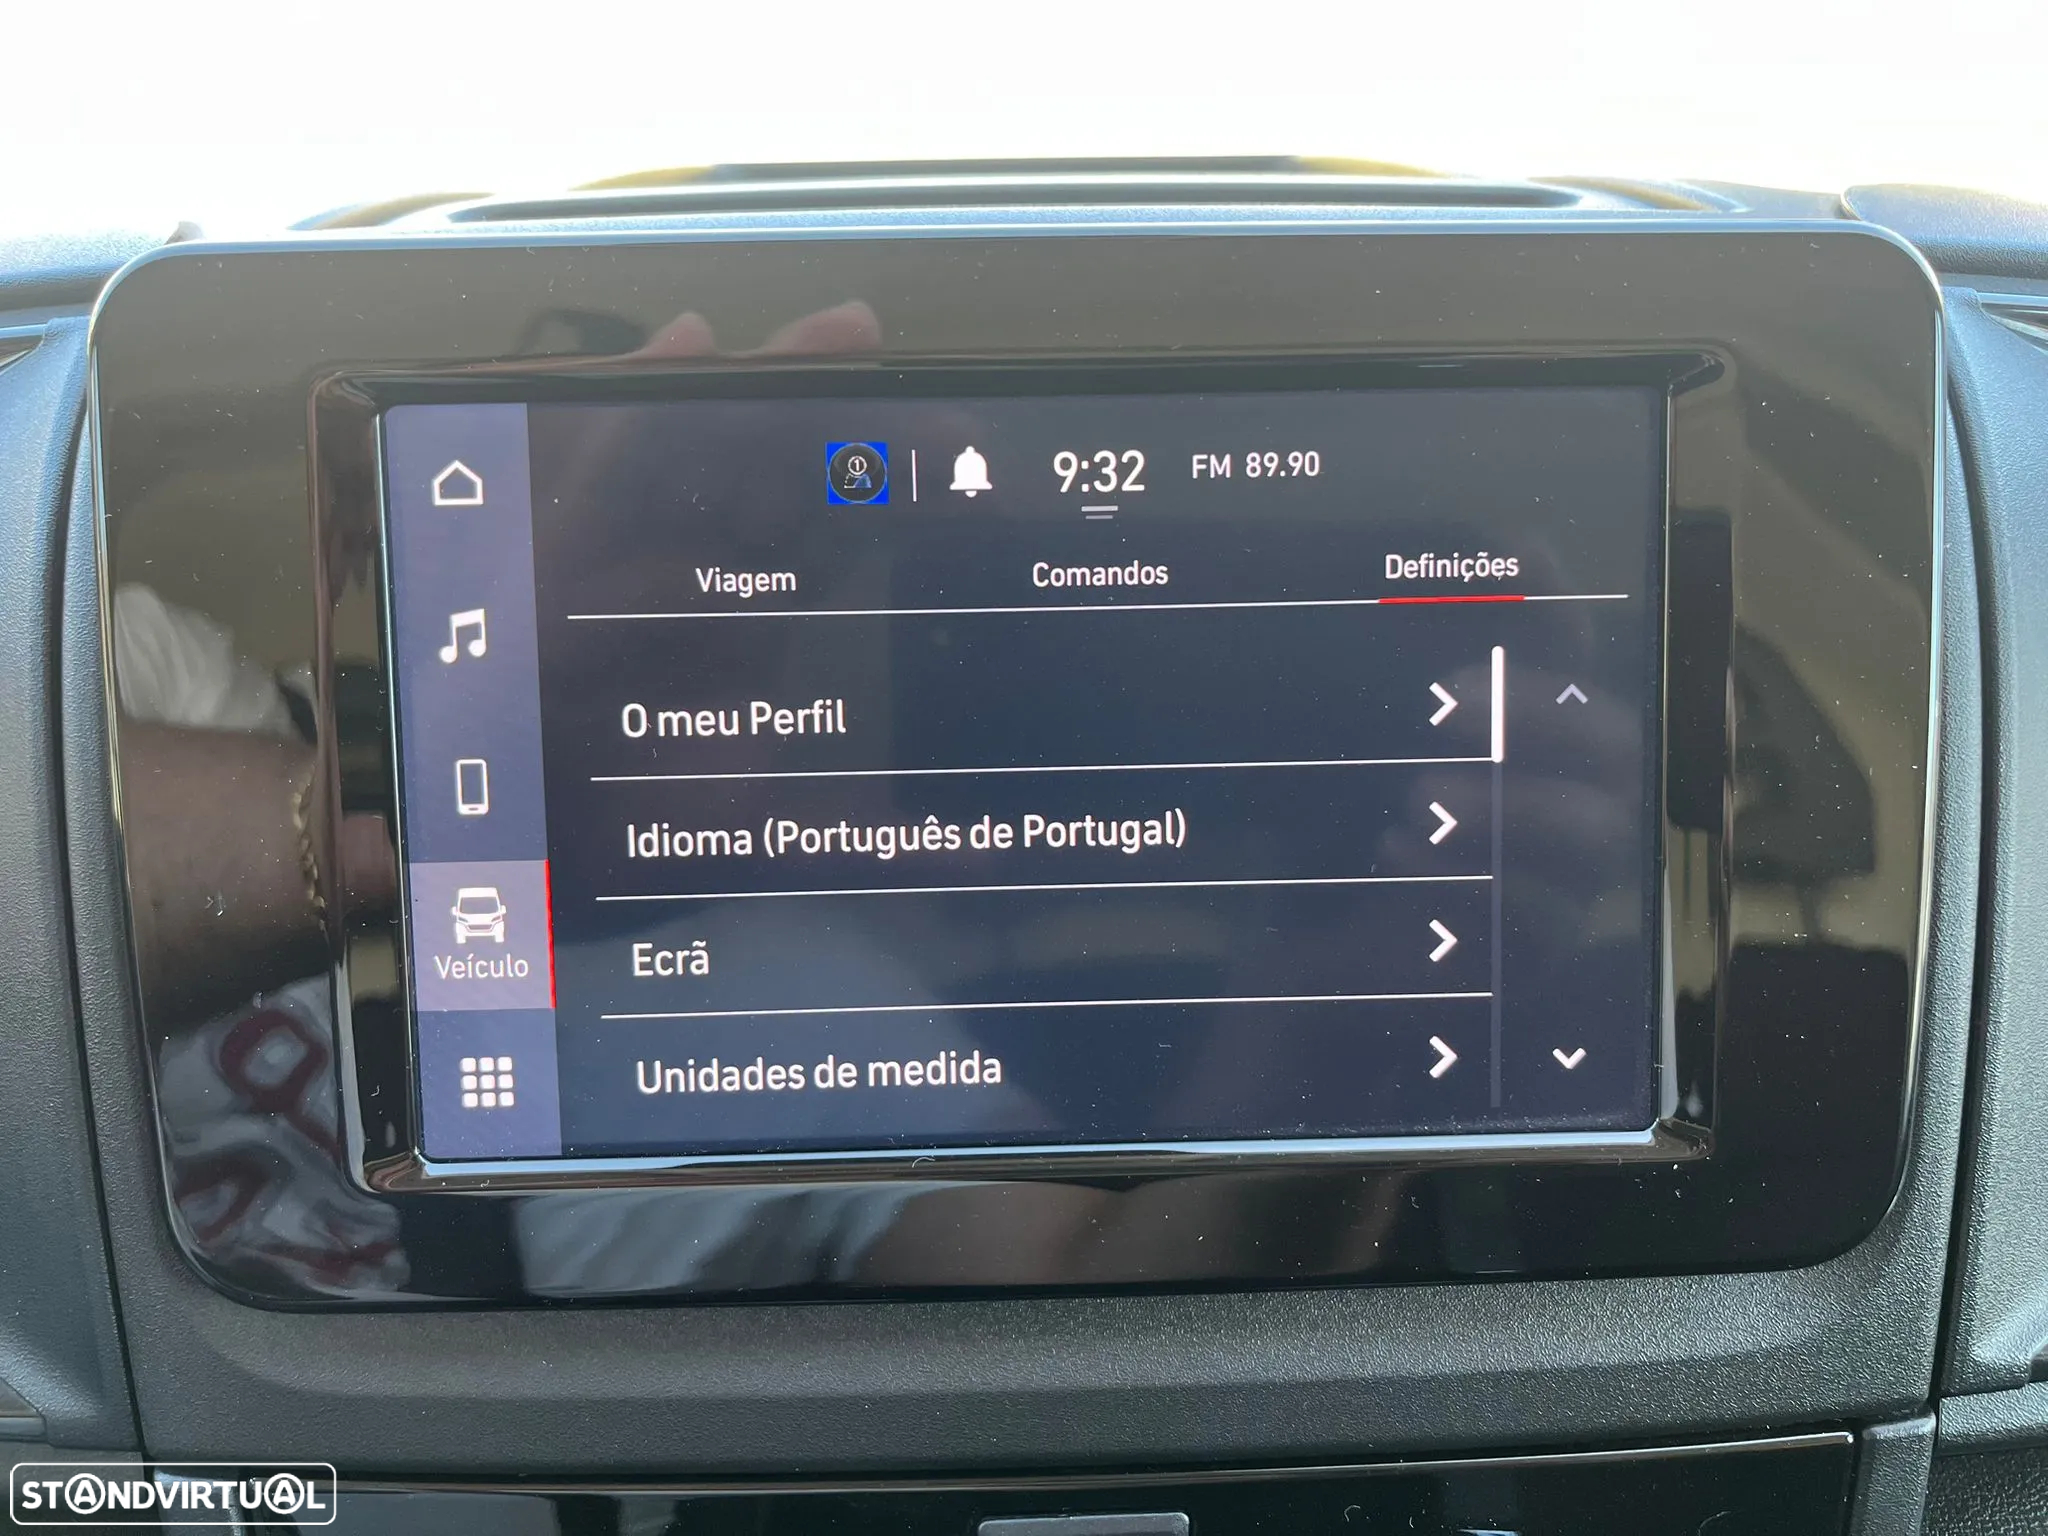 9:32
FM 89.90
Viagem
Comandos
Definições
O meu Perfil
Idioma (Português de Portugal)
Ecrã
Unidades de medida
Veículo
STANDVIRTUAL